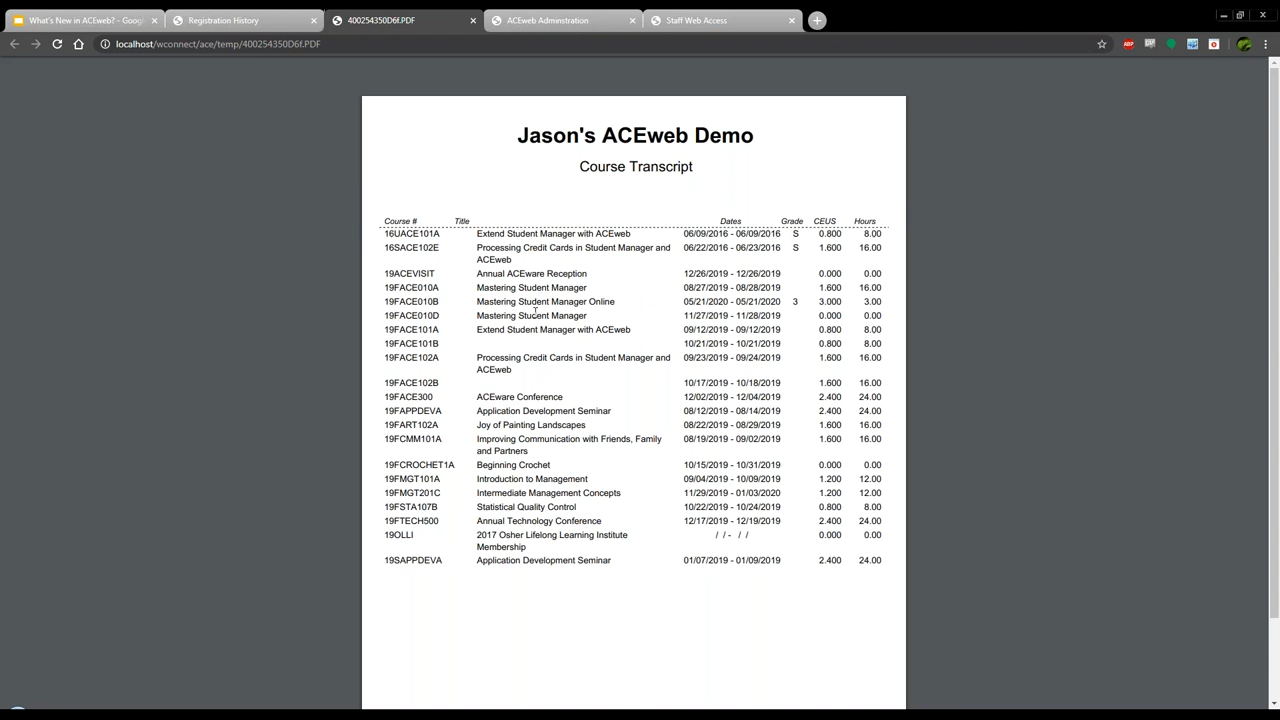 What's New in ACEweb? – Goog
Registration History
400254350D6f.PDF
ACEweb Adminstration
Staff Web Access
localhost/wconnect/ace/temp/400254350D6f.PDF
ABP
Jason's ACEweb Demo
Course Transcript
Course # Title Dates Grade CEUS Hours
16UACE101A Extend Student Manager with ACEweb 06/09/2016 - 06/09/2016 S 0.800 8.00
16SACE102E Processing Credit Cards in Student Manager and 06/22/2016 - 06/23/2016 S 1.600 16.00
ACEweb
19ACEVISIT Annual ACEware Reception 12/26/2019 - 12/26/2019 0.000 0.00
19FACE010A Mastering Student Manager 08/27/2019 - 08/28/2019 1.600 16.00
19FACE010B Mastering Student Manager Online 05/21/2020 - 05/21/2020 3 3.000 3.00
19FACE010D Mastering Student Manager 11/27/2019 - 11/28/2019 0.000 0.00
19FACE101A Extend Student Manager with ACEweb 09/12/2019 - 09/12/2019 0.800 8.00
19FACE101B 10/21/2019 - 10/21/2019 0.800 8.00
19FACE102A Processing Credit Cards in Student Manager and 09/23/2019 - 09/24/2019 1.600 16.00
ACEweb
19FACE102B 10/17/2019 - 10/18/2019 1.600 16.00
19FACE300 ACEware Conference 12/02/2019 - 12/04/2019 2.400 24.00
19FAPPDEVA Application Development Seminar 08/12/2019 - 08/14/2019 2.400 24.00
19FART102A Joy of Painting Landscapes 08/22/2019 - 08/29/2019 1.600 16.00
19FCMM101A Improving Communication with Friends, Family 08/19/2019 - 09/02/2019 1.600 16.00
and Partners
19FCROCHET1A Beginning Crochet 10/15/2019 - 10/31/2019 0.000 0.00
19FMGT101A Introduction to Management 09/04/2019 - 10/09/2019 1.200 12.00
19FMGT201C Intermediate Management Concepts 11/29/2019 - 01/03/2020 1.200 12.00
19FSTA107B Statistical Quality Control 10/22/2019 - 10/24/2019 0.800 8.00
19FTECH500 Annual Technology Conference 12/17/2019 - 12/19/2019 2.400 24.00
19OLLI 2017 Osher Lifelong Learning Institute / / - / / 0.000 0.00
Membership
19SAPPDEVA Application Development Seminar 01/07/2019 - 01/09/2019 2.400 24.00